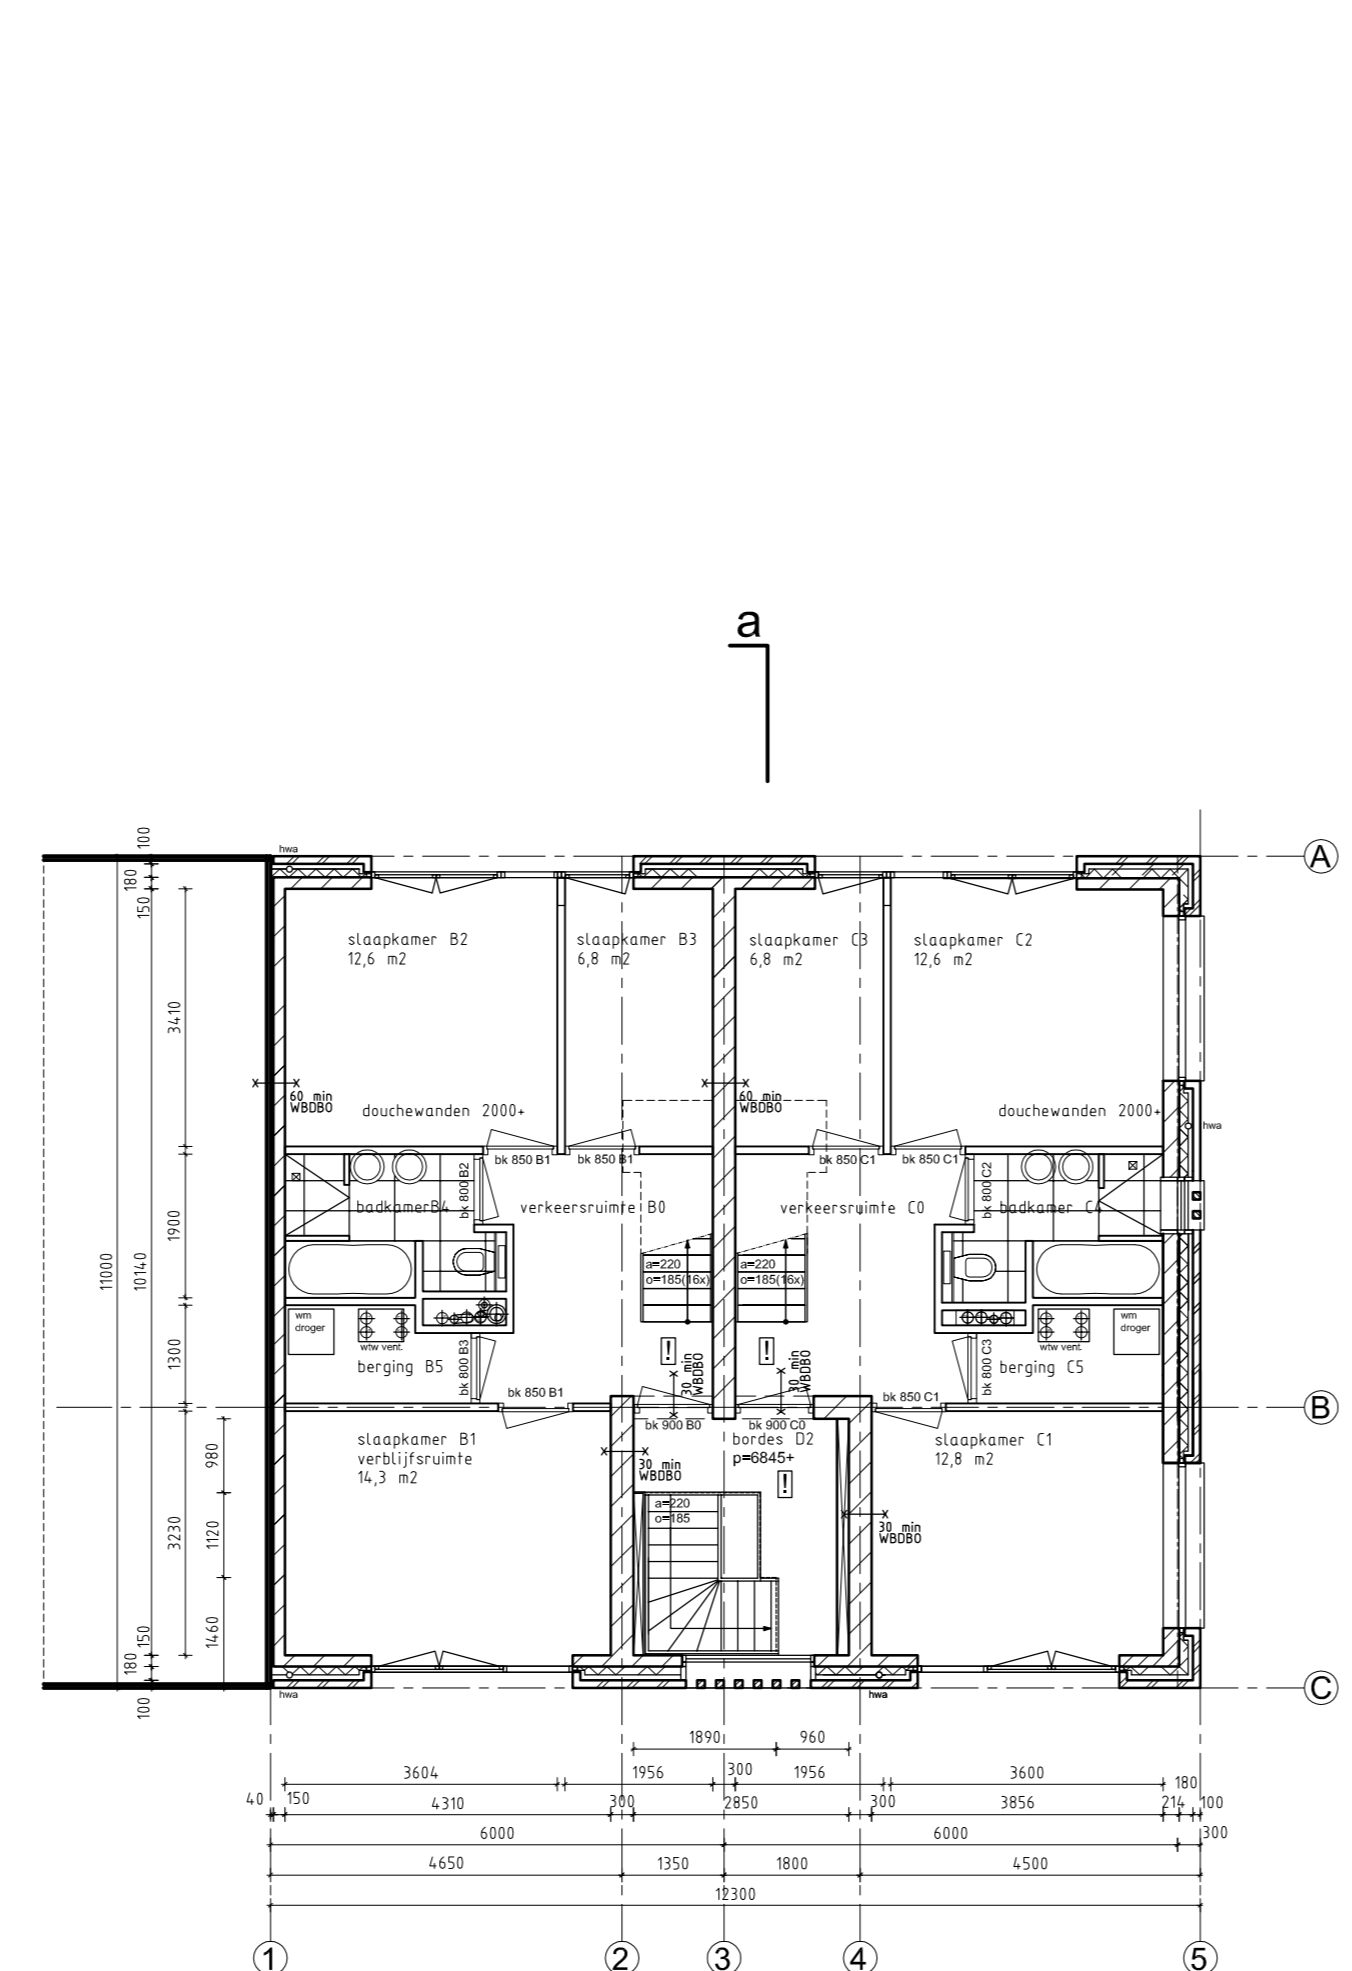 a
A
hwa
100
180
150
slaapkamer B2
12,6 m2
slaapkamer B3
6,8 m2
slaapkamer C3
6,8 m2
slaapkamer C2
12,6 m2
3410
60 min
WBDBO
60 min
WBDBO
douchewanden 2000+
douchewanden 2000+
hwa
bk 850 B1
bk 850 B1
bk 850 C1
bk 850 C1
bk 800 B2
bk 800 C2
badkamer B4
verkeersruimte B0
verkeersruimte C0
badkamer C4
1900
11000
10140
a=220
o=185(16x)
a=220
o=185(16x)
wm
droger
wtw vent.
wtw vent.
wm
droger
1300
!
!
berging B5
bk 800 B3
30 min
WBDBO
30 min
WBDBO
bk 800 C3
berging C5
bk 850 B1
bk 850 C1
B
bk 900 B0
bk 900 C0
slaapkamer B1
verblijfsruimte
14,3 m2
bordes D2
p=6845+
slaapkamer C1
12,8 m2
980
30 min
WBDBO
!
a=220
o=185
30 min
WBDBO
3230
1120
1460
150
180
100
hwa
hwa
C
1890
960
3604
1956
300
1956
3600
180
40
150
4310
300
2850
300
3856
214
100
6000
6000
300
4650
1350
1800
4500
12300
1
2
3
4
5